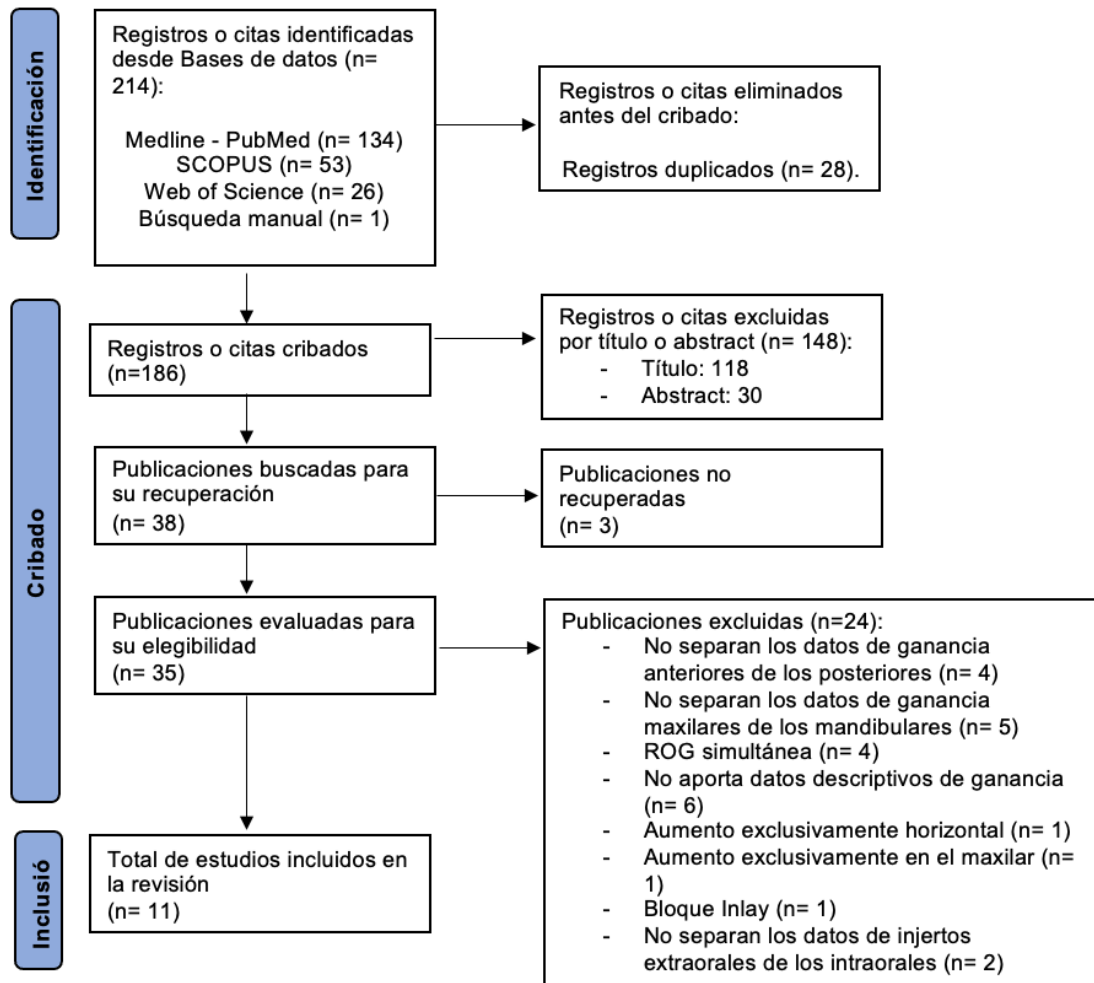 Identificación
Registros o citas identificadas
desde Bases de datos (n=
214):
Medline - PubMed (n= 134)
SCOPUS (n= 53)
Web of Science (n= 26)
Búsqueda manual (n= 1)
Registros o citas eliminados
antes del cribado:
Registros duplicados (n= 28).
Cribado
Registros o citas cribados
(n=186)
Registros o citas excluidas
por título o abstract (n= 148):
- Título: 118
- Abstract: 30
Publicaciones buscadas para
su recuperación
(n= 38)
Publicaciones no
recuperadas
(n= 3)
Publicaciones evaluadas para
su elegibilidad
(n= 35)
Publicaciones excluidas (n=24):
- No separan los datos de ganancia
anteriores de los posteriores (n= 4)
- No separan los datos de ganancia
maxilares de los mandibulares (n= 5)
- ROG simultánea (n= 4)
- No aporta datos descriptivos de ganancia
(n= 6)
- Aumento exclusivamente horizontal (n= 1)
- Aumento exclusivamente en el maxilar (n=
1)
- Bloque Inlay (n= 1)
- No separan los datos de injertos
extraorales de los intraorales (n= 2)
Inclusió
Total de estudios incluidos en
la revisión
(n= 11)